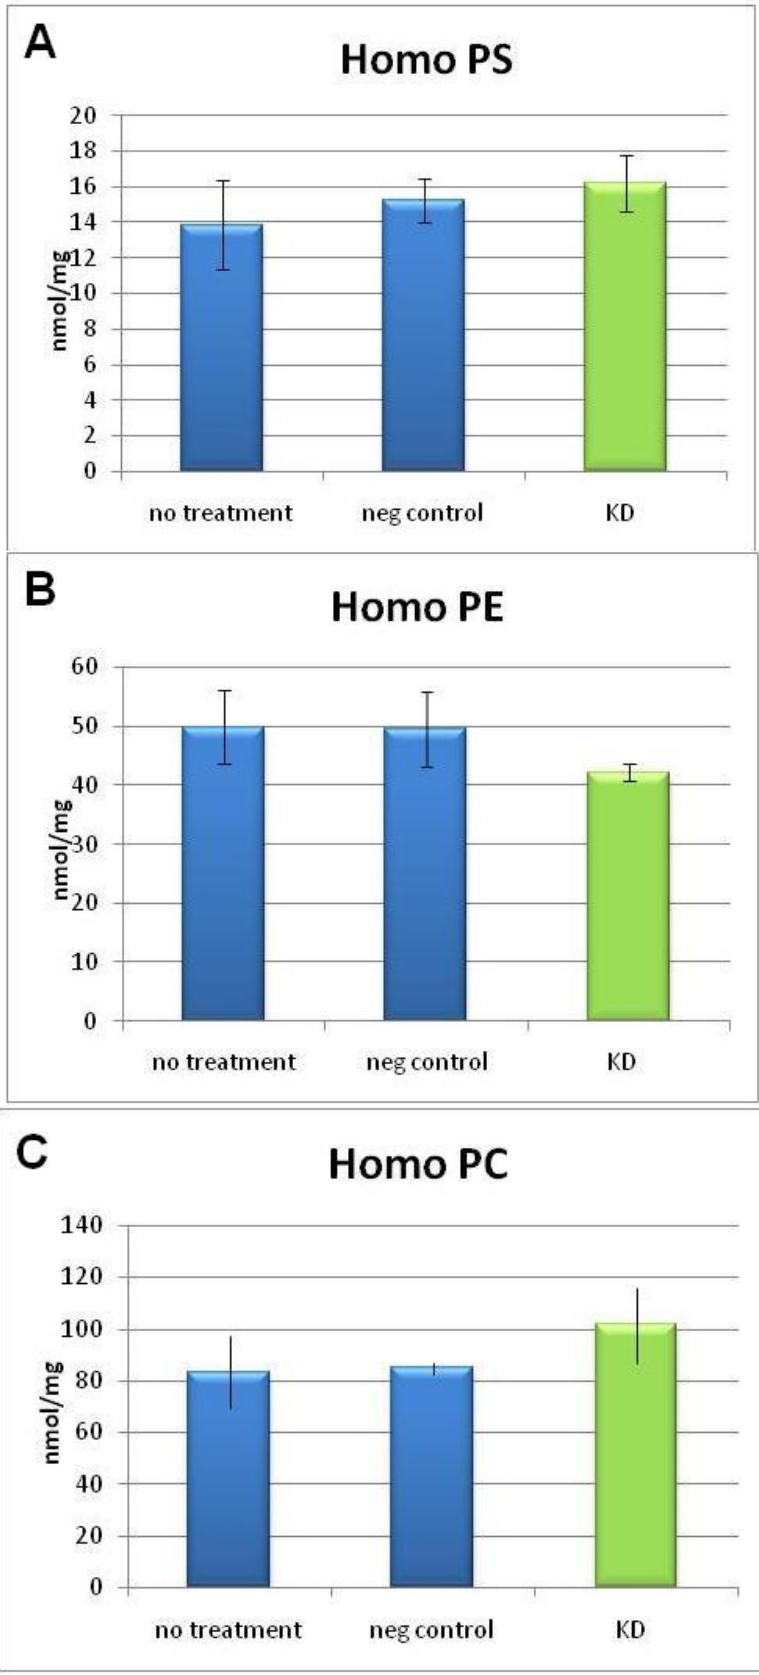 A
Homo PS
nmol/mg
20
18
16
14
12
10
8
6
4
2
0
no treatment neg control KD
B
Homo PE
nmol/mg
60
50
40
30
20
10
0
no treatment neg control KD
C
Homo PC
nmol/mg
140
120
100
80
60
40
20
0
no treatment neg control KD